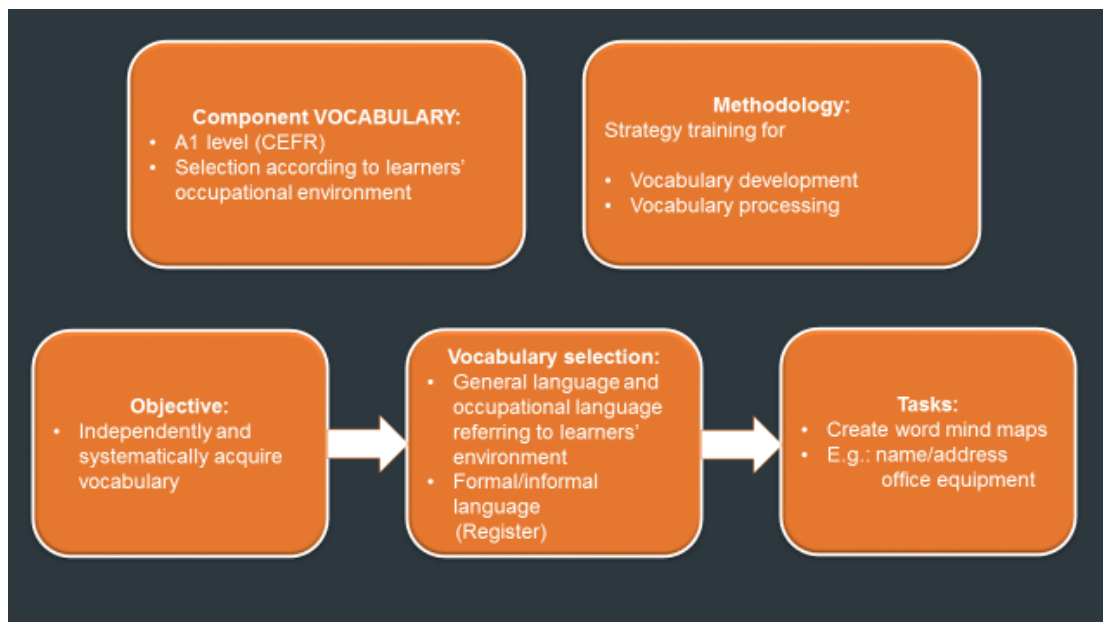 Component VOCABULARY:
• A1 level (CEFR)
• Selection according to learners’
occupational environment
Methodology:
Strategy training for
• Vocabulary development
• Vocabulary processing
Objective:
• Independently and
systematically acquire
vocabulary
Vocabulary selection:
• General language and
occupational language
referring to learners’
environment
• Formal/informal
language
(Register)
Tasks:
• Create word mind maps
• E.g.: name/address
office equipment